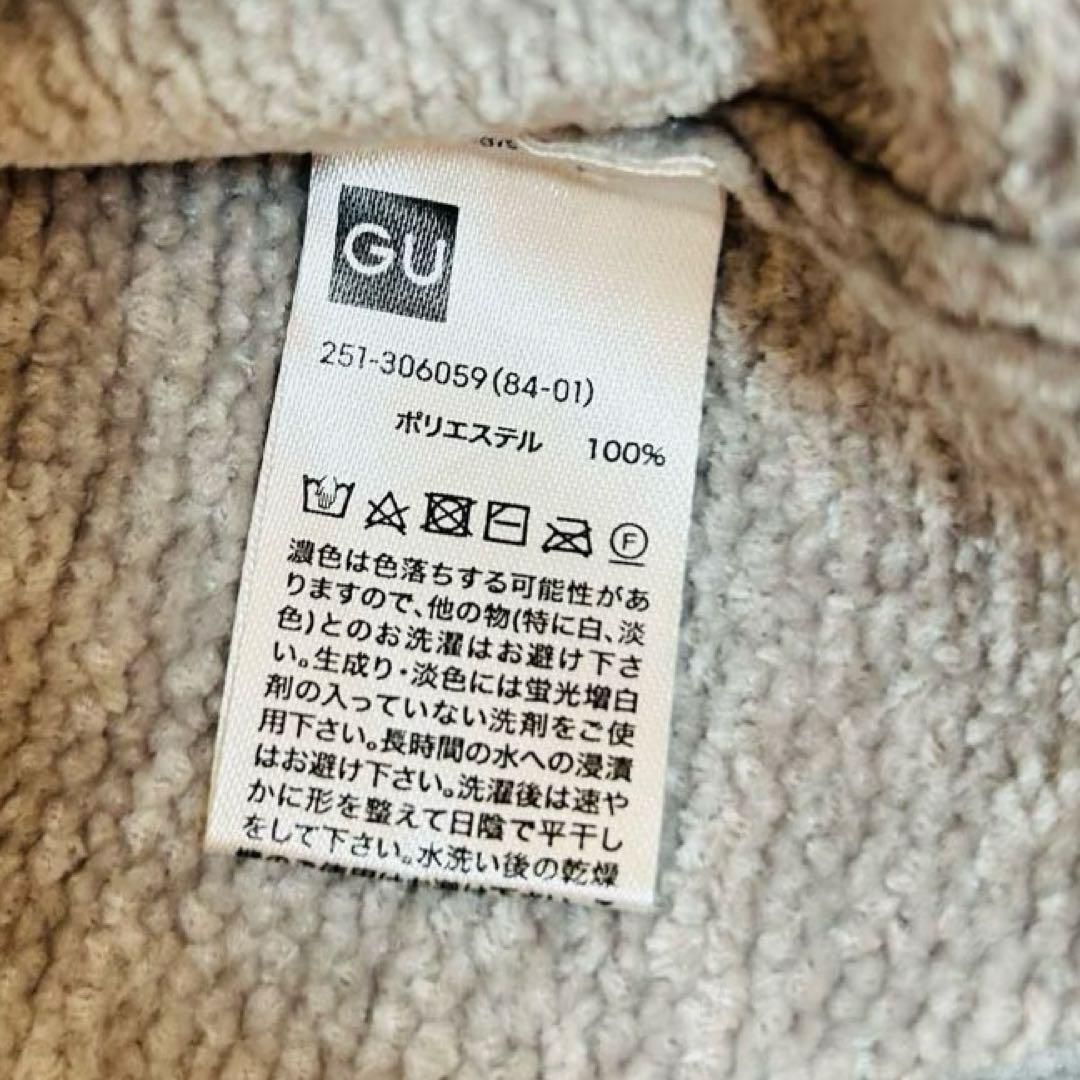 GU
251-306059(84-01)
ポリエステル 100%
F
濃色は色落ちする可能性があ
りますので、他の物(特に白、淡
色)とのお洗濯はお避け下さ
い。生成り・淡色には蛍光増白
剤の入っていない洗剤をご使
用下さい。長時間の水への浸漬
はお避け下さい。洗濯後は速や
かに形を整えて日陰で平干し
をして下さい。水洗い後の乾燥